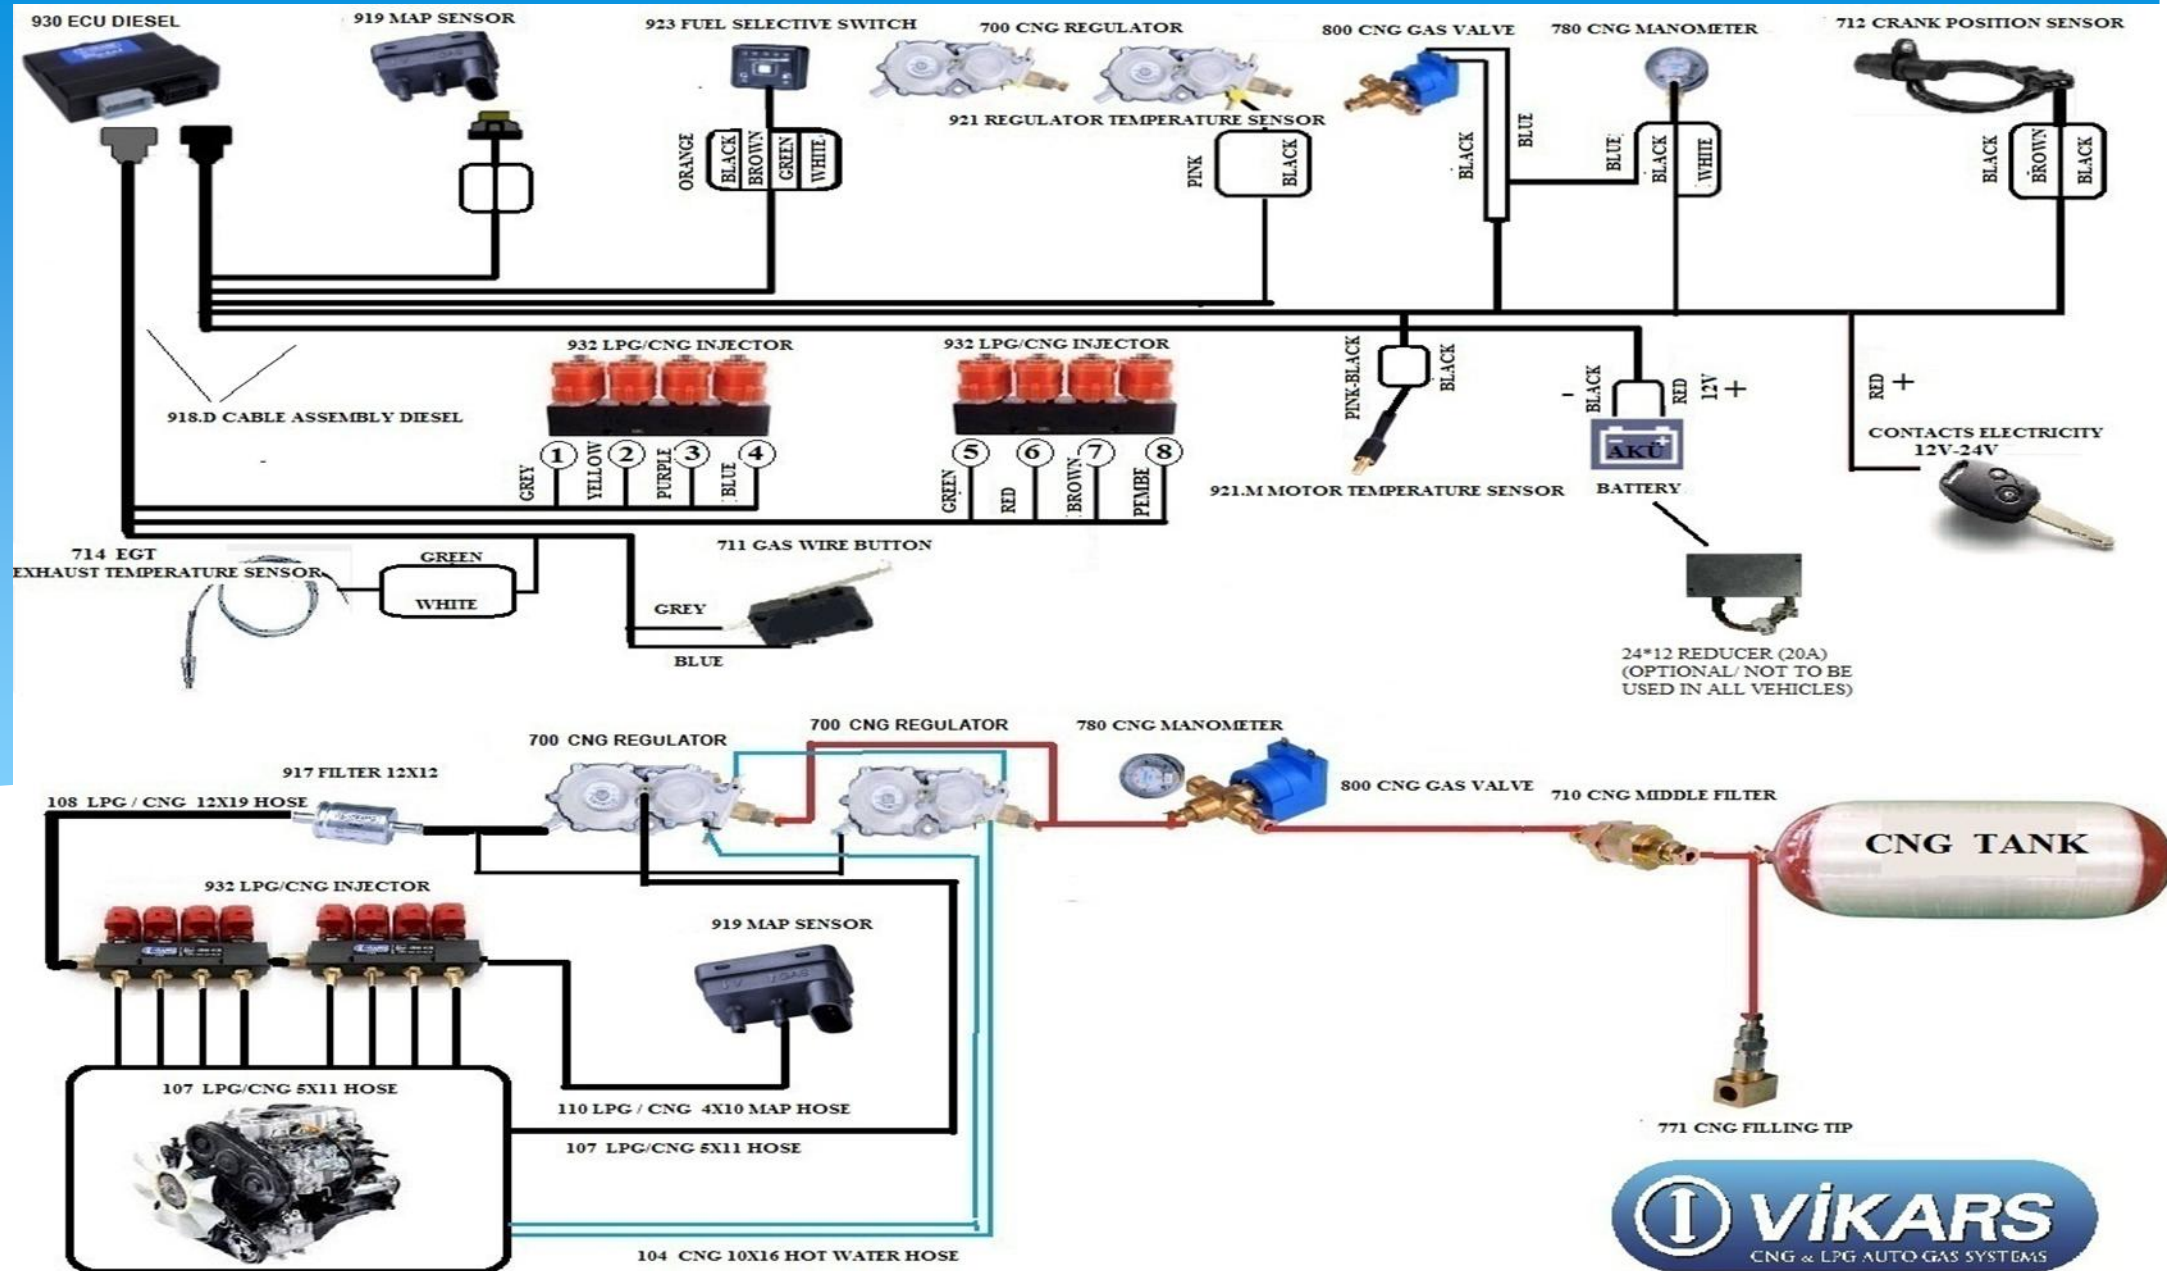 930 ECU DIESEL
919 MAP SENSOR
923 FUEL SELECTIVE SWITCH
700 CNG REGULATOR
800 CNG GAS VALVE
780 CNG MANOMETER
712 CRANK POSITION SENSOR
921 REGULATOR TEMPERATURE SENSOR
ORANGE
BLACK
BROWN
GREEN
WHITE
PINK
BLACK
BLACK
BLUE
BLUE
BLACK
WHITE
BLACK
BROWN
BLACK
918.D CABLE ASSEMBLY DIESEL
932 LPG/CNG INJECTOR
932 LPG/CNG INJECTOR
1
2
3
4
GREY
YELLOW
PURPLE
BLUE
5
6
7
8
GREEN
RED
BROWN
PEMBE
PINK-BLACK
BLACK
921.M MOTOR TEMPERATURE SENSOR
-
BLACK
RED
12V
+
- +
AKÜ
BATTERY
RED +
CONTACTS ELECTRICITY
12V-24V
714 EGT
EXHAUST TEMPERATURE SENSOR
GREEN
WHITE
711 GAS WIRE BUTTON
GREY
BLUE
24*12 REDUCER (20A)
(OPTIONAL/ NOT TO BE
USED IN ALL VEHICLES)
700 CNG REGULATOR
700 CNG REGULATOR
780 CNG MANOMETER
800 CNG GAS VALVE
710 CNG MIDDLE FILTER
CNG TANK
917 FILTER 12X12
108 LPG / CNG 12X19 HOSE
932 LPG/CNG INJECTOR
VİKARS
919 MAP SENSOR
107 LPG/CNG 5X11 HOSE
110 LPG / CNG 4X10 MAP HOSE
107 LPG/CNG 5X11 HOSE
104 CNG 10X16 HOT WATER HOSE
771 CNG FILLING TIP
VİKARS
CNG & LPG AUTO GAS SYSTEMS